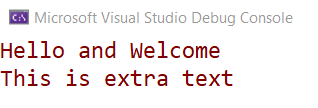 Microsoft Visual Studio Debug Console
Hello and Welcome
This is extra text